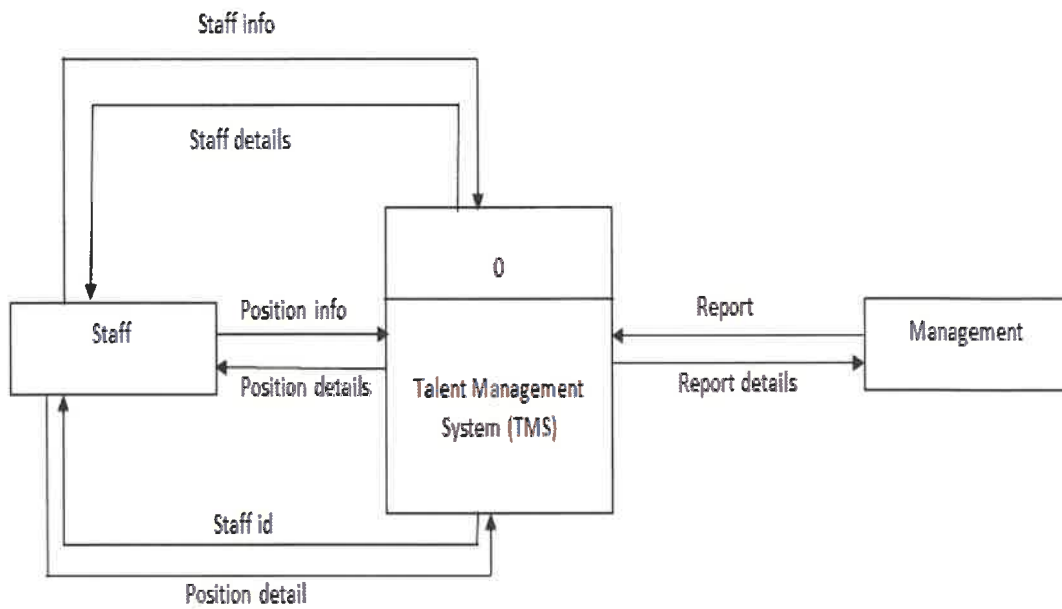 Staff info
Staff details
0
Staff
Position info
Position details
Talent Management
System (TMS)
Report
Report details
Management
Staff id
Position detail